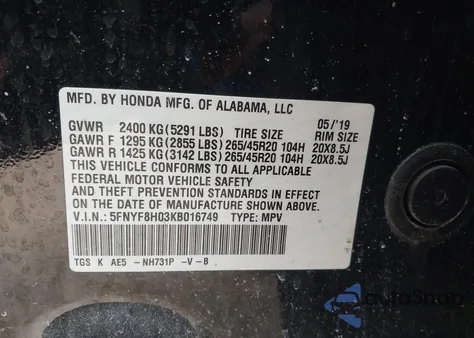 MFD. BY HONDA MFG. OF ALABAMA, LLC
05/'19
GVWR 2400 KG(5291 LBS) TIRE SIZE RIM SIZE
GAWR F 1295 KG(2855 LBS) 265/45R20 104H 20X8.5J
GAWR R 1425 KG(3142 LBS) 265/45R20 104H 20X8.5J
THIS VEHICLE CONFORMS TO ALL APPLICABLE
FEDERAL MOTOR VEHICLE SAFETY
AND THEFT PREVENTION STANDARDS IN EFFECT
ON THE DATE OF MANUFACTURE SHOWN ABOVE.
V.I.N.: 5FNYF8H03KB016749 TYPE: MPV
TGS K AE5 - NH731P -V - B
AutoSnap